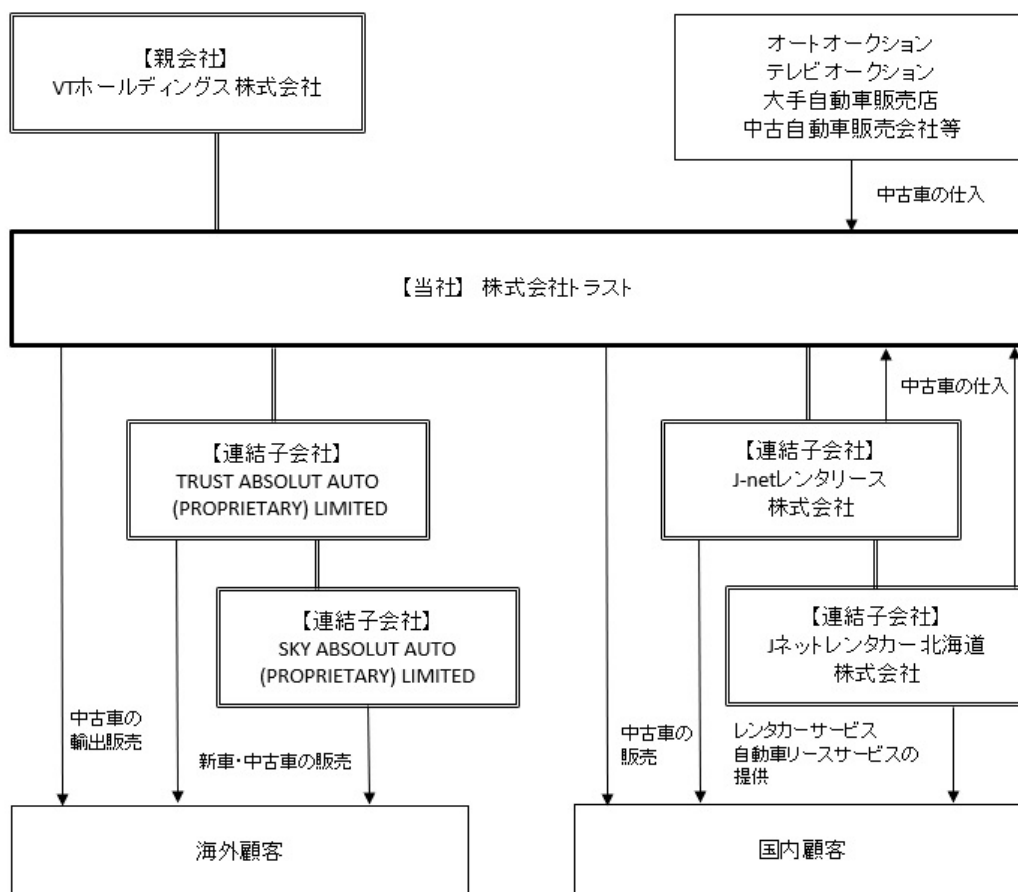 【親会社】
VTホールディングス株式会社
オートオークション
テレビオークション
大手自動車販売店
中古自動車販売会社等
中古車の仕入
【当社】 株式会社トラスト
中古車の仕入
【連結子会社】
TRUST ABSOLUT AUTO
(PROPRIETARY) LIMITED
【連結子会社】
J-netレンタリース
株式会社
【連結子会社】
SKY ABSOLUT AUTO
(PROPRIETARY) LIMITED
【連結子会社】
Jネットレンタカー北海道
株式会社
中古車の
輸出販売
新車・中古車の販売
中古車の
販売
レンタカーサービス
自動車リースサービスの
提供
海外顧客
国内顧客